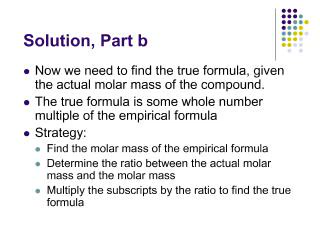 Solution, Part b
Now we need to find the true formula, given
the actual molar mass of the compound.
The true formula is some whole number
multiple of the empirical formula
Strategy:
Find the molar mass of the empirical formula
Determine the ratio between the actual molar
mass and the molar mass
Multiply the subscripts by the ratio to find the true
formula